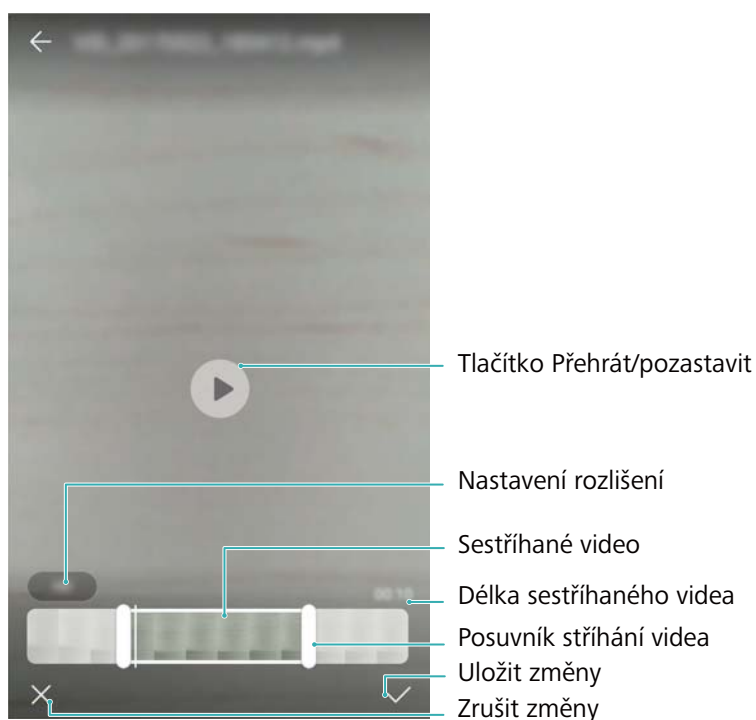 Tlačítko Přehrát/pozastavit
Nastavení rozlišení
Sestříhané video
Délka sestříhaného videa
Posuvník stříhání videa
Uložit změny
Zrušit změny